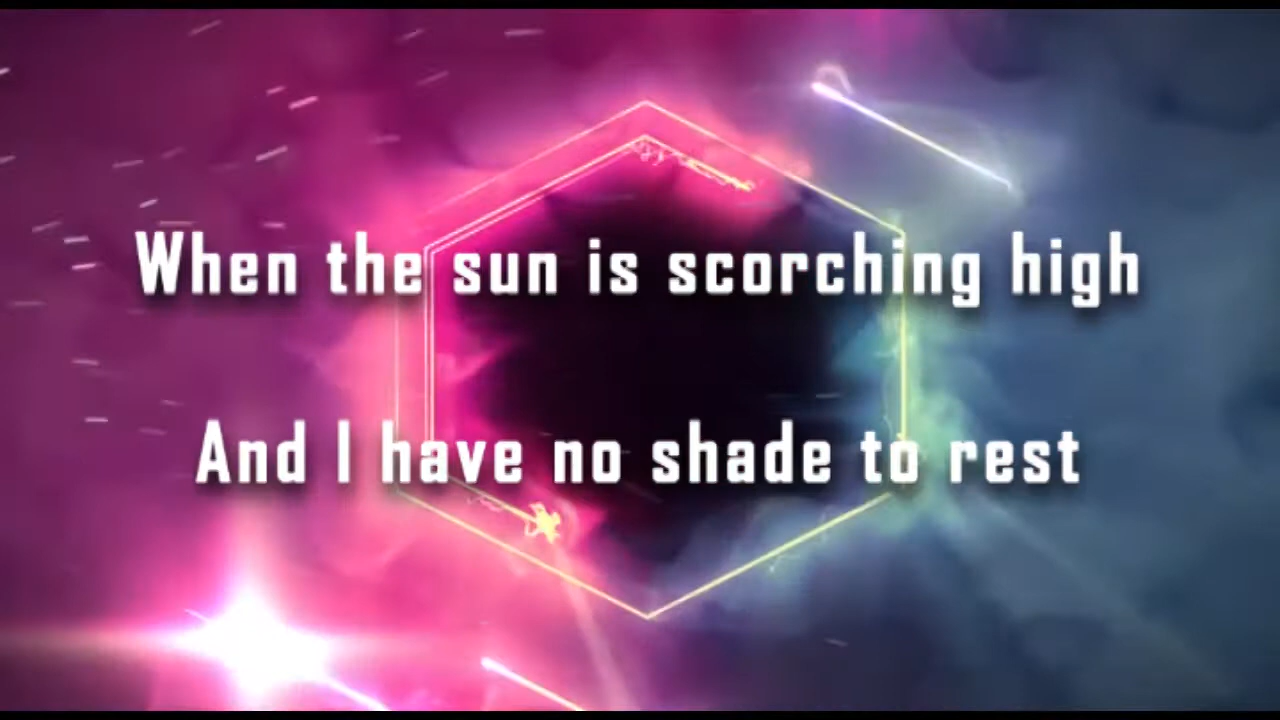 When the sun is scorching high
And I have no shade to rest